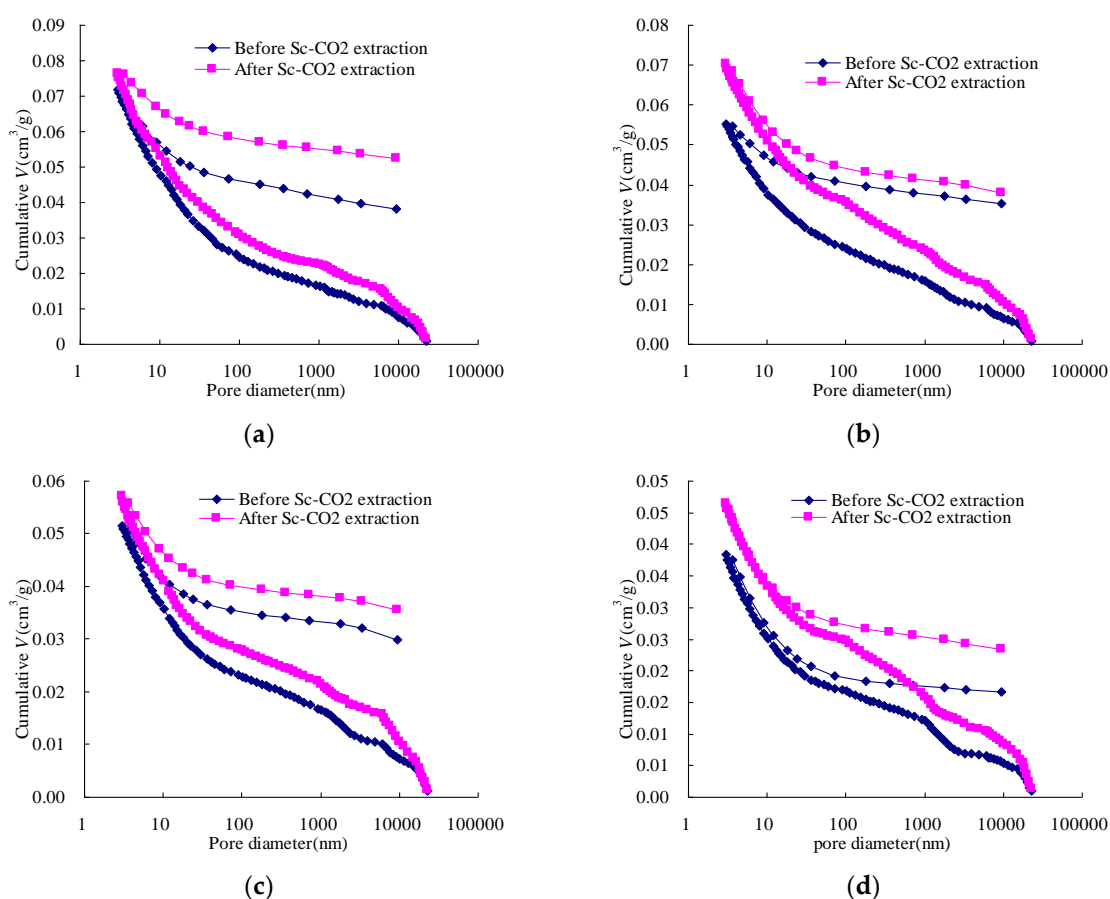 0.09
0.08
0.07
0.06
0.05
0.04
0.03
0.02
0.01
0
Cumulative V(cm³/g)
Before Sc-CO2 extraction
After Sc-CO2 extraction
1 10 100 1000 10000 100000
Pore diameter(nm)
(a)
0.08
0.07
0.06
0.05
0.04
0.03
0.02
0.01
0
Cumulative V(cm³/g)
Before Sc-CO2 extraction
After Sc-CO2 extraction
1 10 100 1000 10000 100000
Pore diameter(nm)
(b)
0.06
0.05
0.04
0.03
0.02
0.01
0.00
Cumulative V (cm³/g)
Before Sc-CO2 extraction
After Sc-CO2 extraction
1 10 100 1000 10000 100000
Pore diameter(nm)
(c)
0.05
0.05
0.04
0.04
0.03
0.03
0.02
0.02
0.01
0.01
0.00
Cumulative V (cm³/g)
Before Sc-CO2 extraction
After Sc-CO2 extraction
1 10 100 1000 10000 100000
pore diameter(nm)
(d)